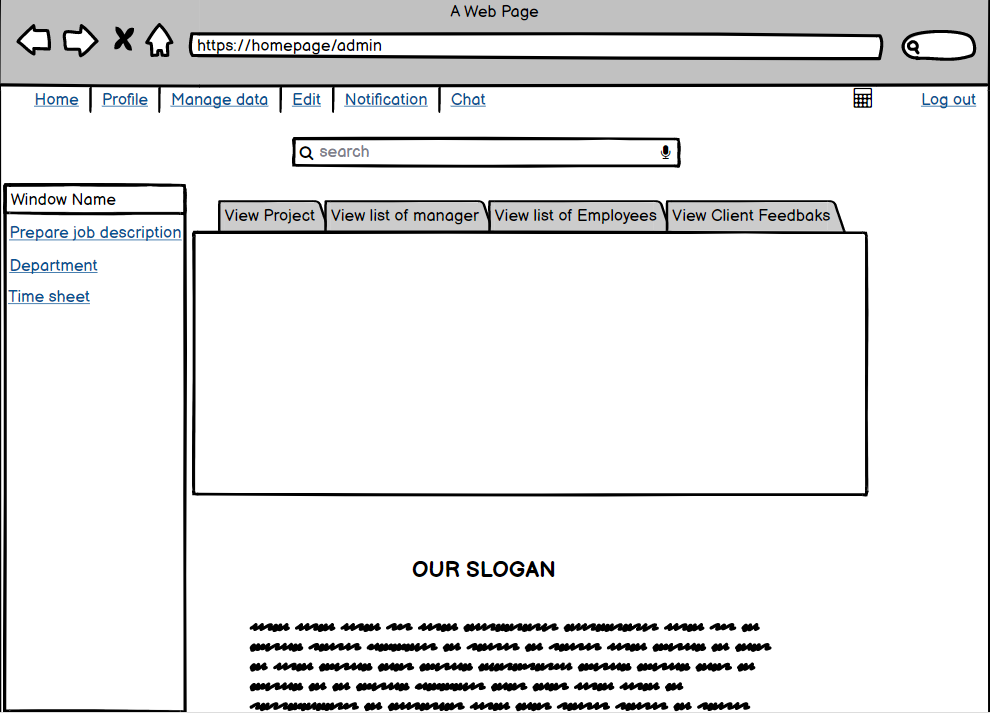 A Web Page
https://homepage/admin
Home Profile Manage data Edit Notification Chat Log out
search
Window Name
Prepare job description
Department
Time sheet
View Project View list of manager View list of Employees View Client Feedbaks
OUR SLOGAN